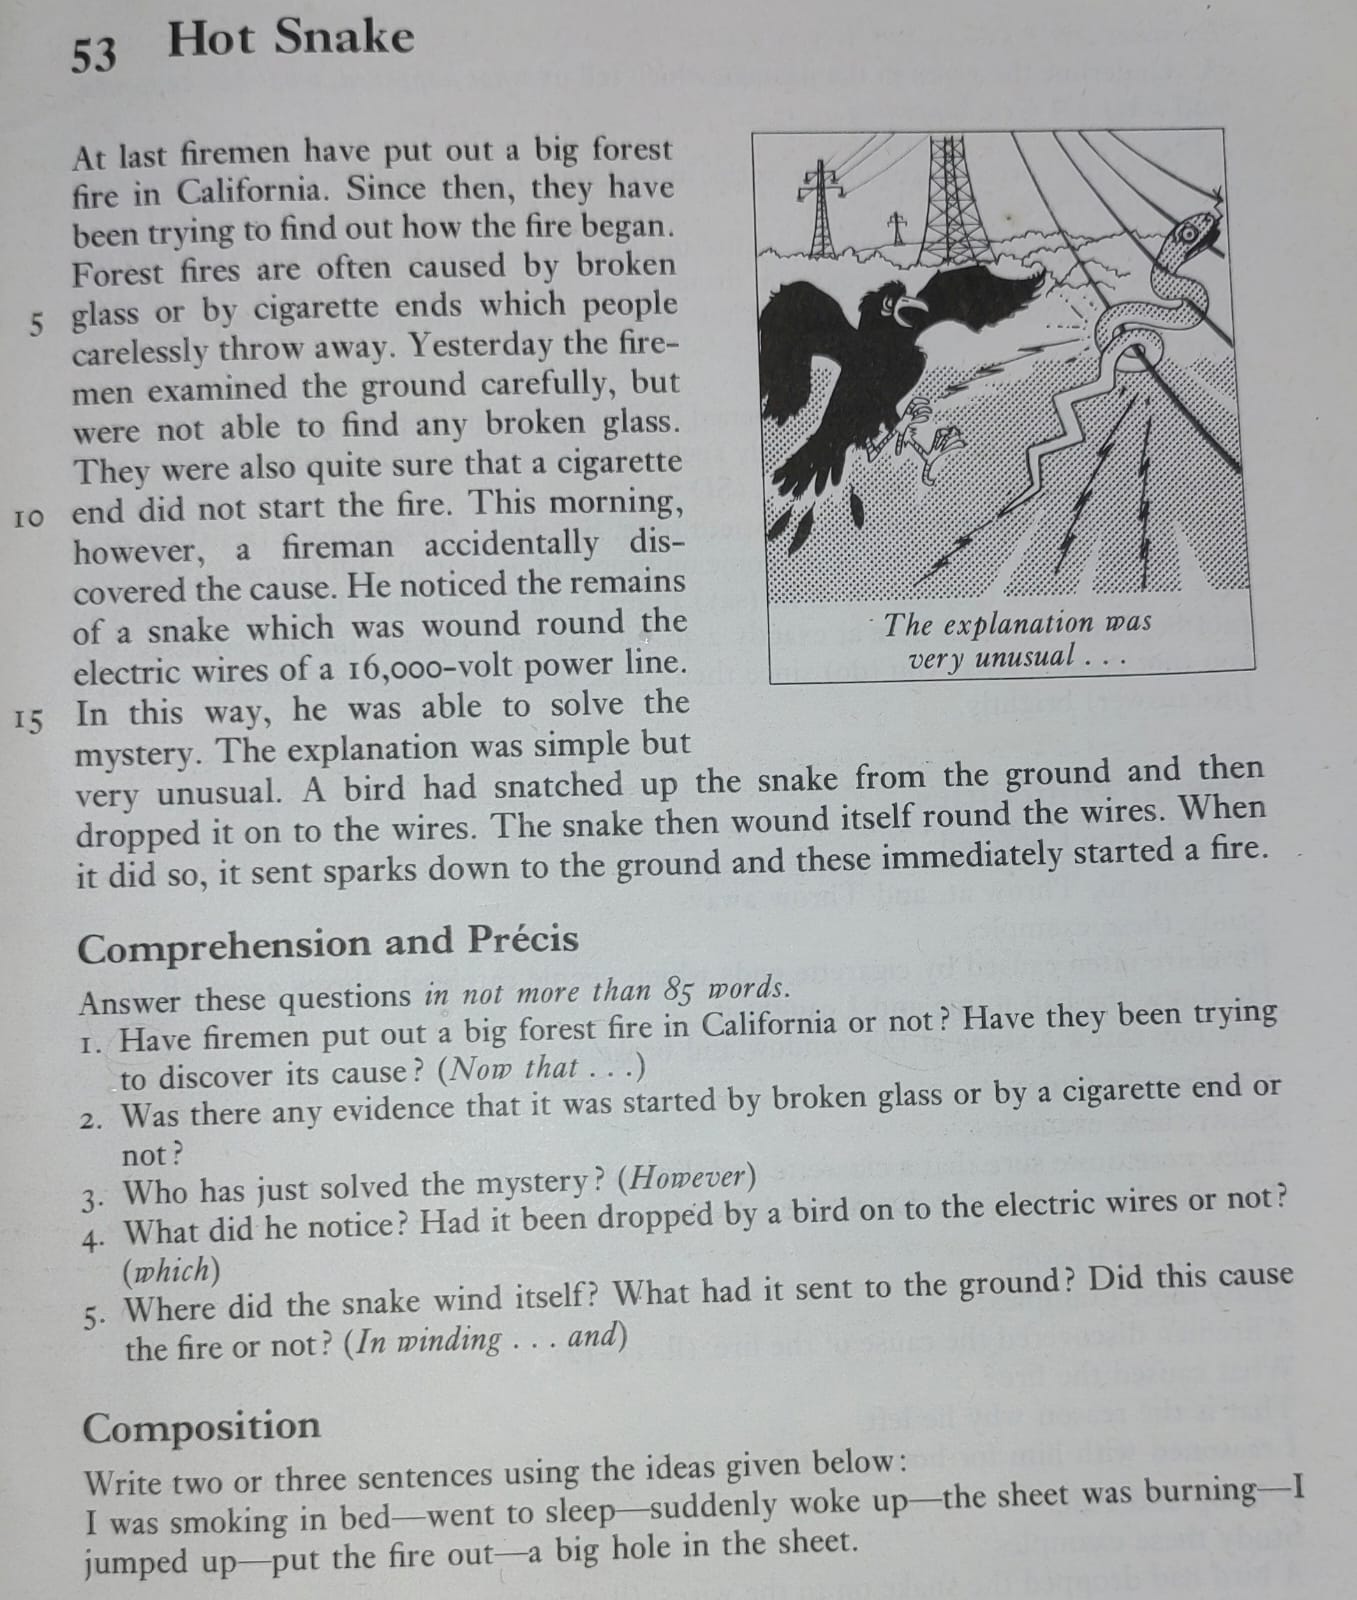 53 Hot Snake
At last firemen have put out a big forest
fire in California. Since then, they have
been trying to find out how the fire began.
Forest fires are often caused by broken
5 glass or by cigarette ends which people
carelessly throw away. Yesterday the fire-
men examined the ground carefully, but
were not able to find any broken glass.
They were also quite sure that a cigarette
10 end did not start the fire. This morning,
however, a fireman accidentally dis-
covered the cause. He noticed the remains
of a snake which was wound round the
electric wires of a 16,000-volt power line.
15 In this way, he was able to solve the
mystery. The explanation was simple but
very unusual. A bird had snatched up the snake from the ground and then
dropped it on to the wires. The snake then wound itself round the wires. When
it did so, it sent sparks down to the ground and these immediately started a fire.
The explanation was
very unusual . . .
Comprehension and Précis
Answer these questions in not more than 85 words.
1. Have firemen put out a big forest fire in California or not? Have they been trying
to discover its cause? (Now that . . .)
2. Was there any evidence that it was started by broken glass or by a cigarette end or
not?
3. Who has just solved the mystery? (However)
4. What did he notice? Had it been dropped by a bird on to the electric wires or not?
(which)
5. Where did the snake wind itself? What had it sent to the ground? Did this cause
the fire or not? (In winding . . . and)
Composition
Write two or three sentences using the ideas given below:
I was smoking in bed—went to sleep—suddenly woke up—the sheet was burning—I
jumped up—put the fire out—a big hole in the sheet.